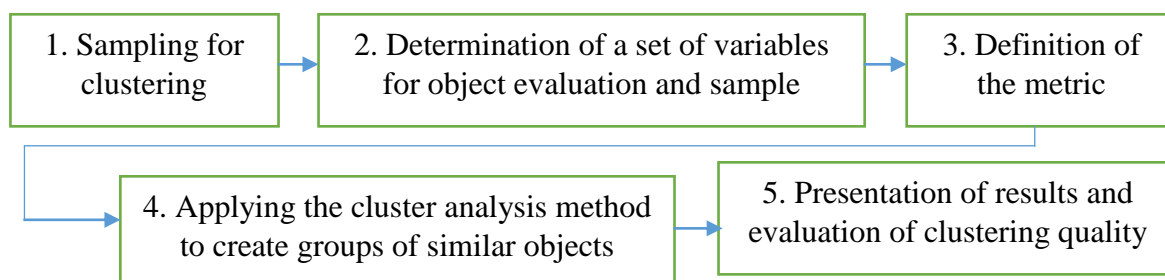 1. Sampling for
clustering
2. Determination of a set of variables
for object evaluation and sample
3. Definition of
the metric
4. Applying the cluster analysis method
to create groups of similar objects
5. Presentation of results and
evaluation of clustering quality